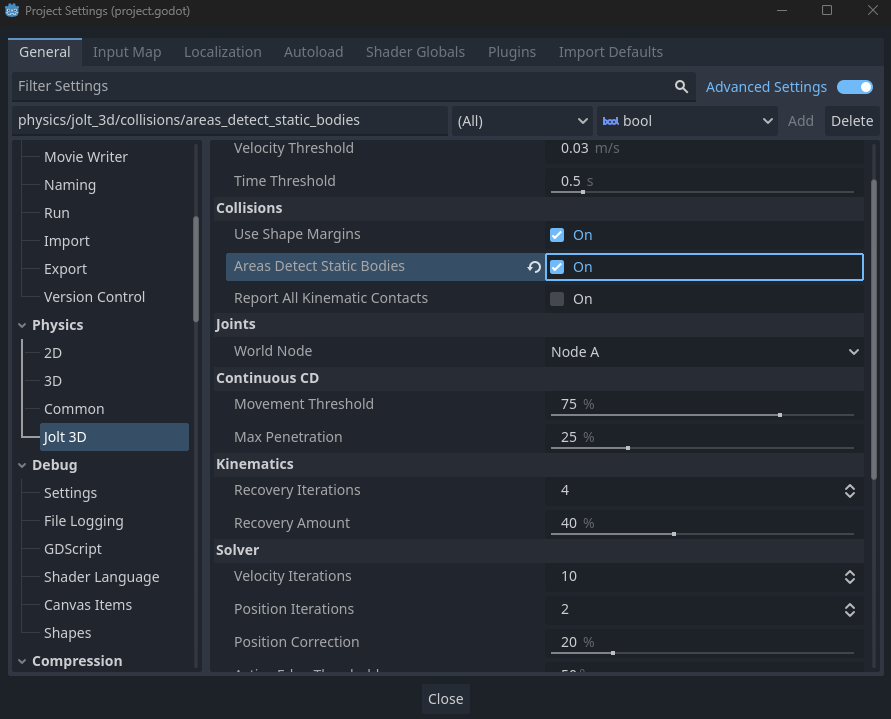 Project Settings (project.godot)
General Input Map Localization Autoload Shader Globals Plugins Import Defaults
Filter Settings Advanced Settings
physics/jolt_3d/collisions/areas_detect_static_bodies (All) bool bool Add Delete
Movie Writer
Naming
Run
Import
Export
Version Control
Physics
2D
3D
Common
Jolt 3D
Debug
Settings
File Logging
GDScript
Shader Language
Canvas Items
Shapes
Compression
Velocity Threshold 0.03 m/s
Time Threshold 0.5 s
Collisions
Use Shape Margins On
Areas Detect Static Bodies On
Report All Kinematic Contacts On
Joints
World Node Node A
Continuous CD
Movement Threshold 75 %
Max Penetration 25 %
Kinematics
Recovery Iterations 4
Recovery Amount 40 %
Solver
Velocity Iterations 10
Position Iterations 2
Position Correction 20 %
Close